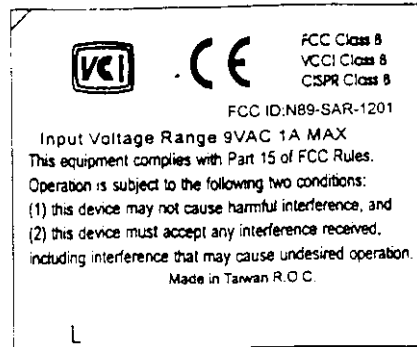 VCI
CE
FCC Class B
VCCI Class B
CISPR Class B
FCC ID:N89-SAR-1201
Input Voltage Range 9VAC 1A MAX
This equipment complies with Part 15 of FCC Rules.
Operation is subject to the following two conditions:
(1) this device may not cause harmful interference, and
(2) this device must accept any interference received,
including interference that may cause undesired operation.
Made in Taiwan R.O.C.
L